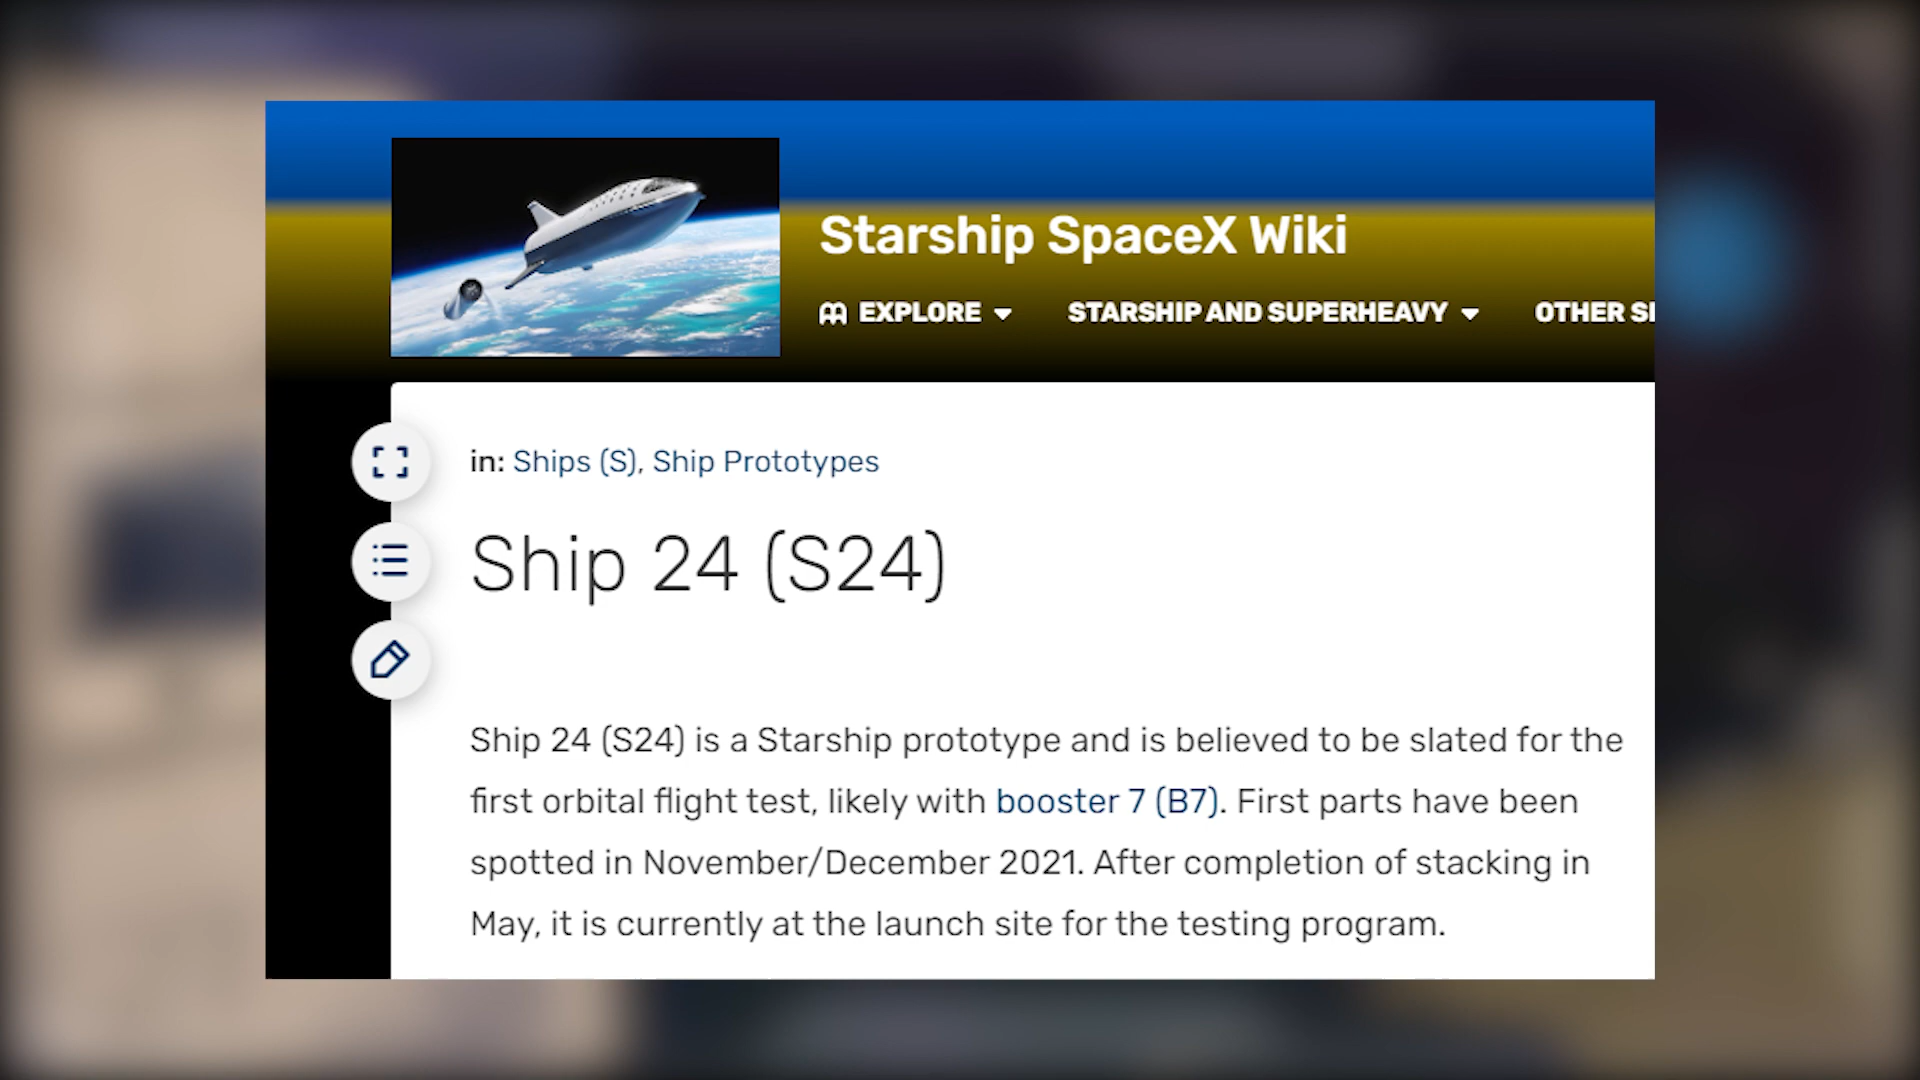 Starship SpaceX Wiki
EXPLORE
STARSHIP AND SUPERHEAVY
OTHER
in: Ships (S), Ship Prototypes
Ship 24 (S24)
Ship 24 (S24) is a Starship prototype and is believed to be slated for the
first orbital flight test, likely with booster 7 (B7). First parts have been
spotted in November/December 2021. After completion of stacking in
May, it is currently at the launch site for the testing program.